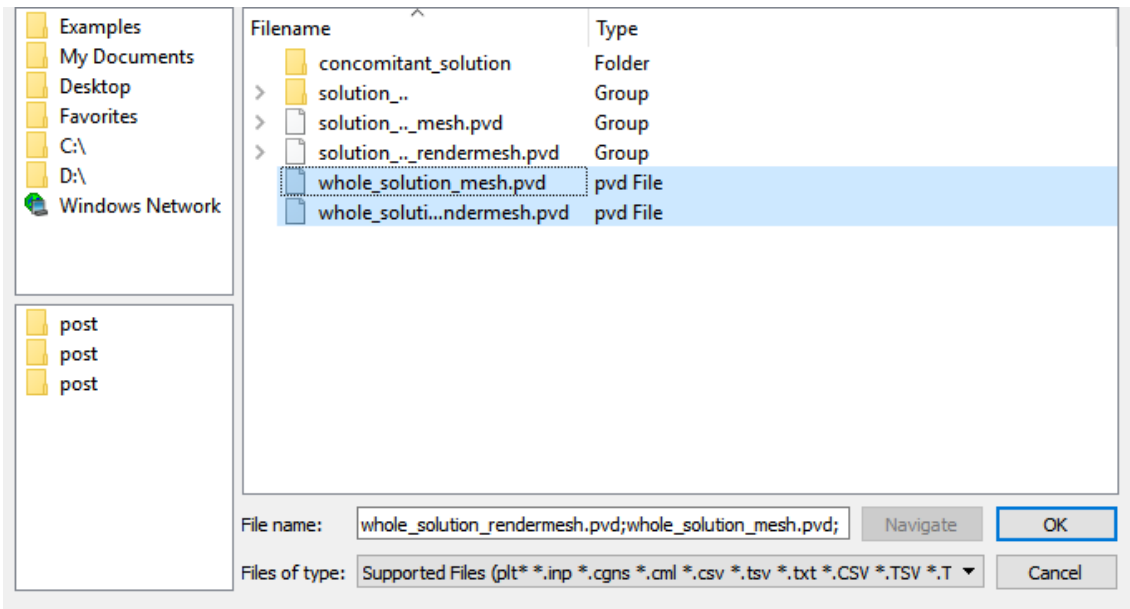 Examples
My Documents
Desktop
Favorites
C:\
D:\
Windows Network
post
post
post
Filename Type
concomitant_solution Folder
solution_.. Group
solution_.._mesh.pvd Group
solution_.._rendermesh.pvd Group
whole_solution_mesh.pvd pvd File
whole_soluti...ndermesh.pvd pvd File
File name: whole_solution_rendermesh.pvd;whole_solution_mesh.pvd; Navigate OK
Files of type: Supported Files (plt* *.inp *.cgns *.cml *.csv *.tsv *.txt *.CSV *.TSV *.T Cancel